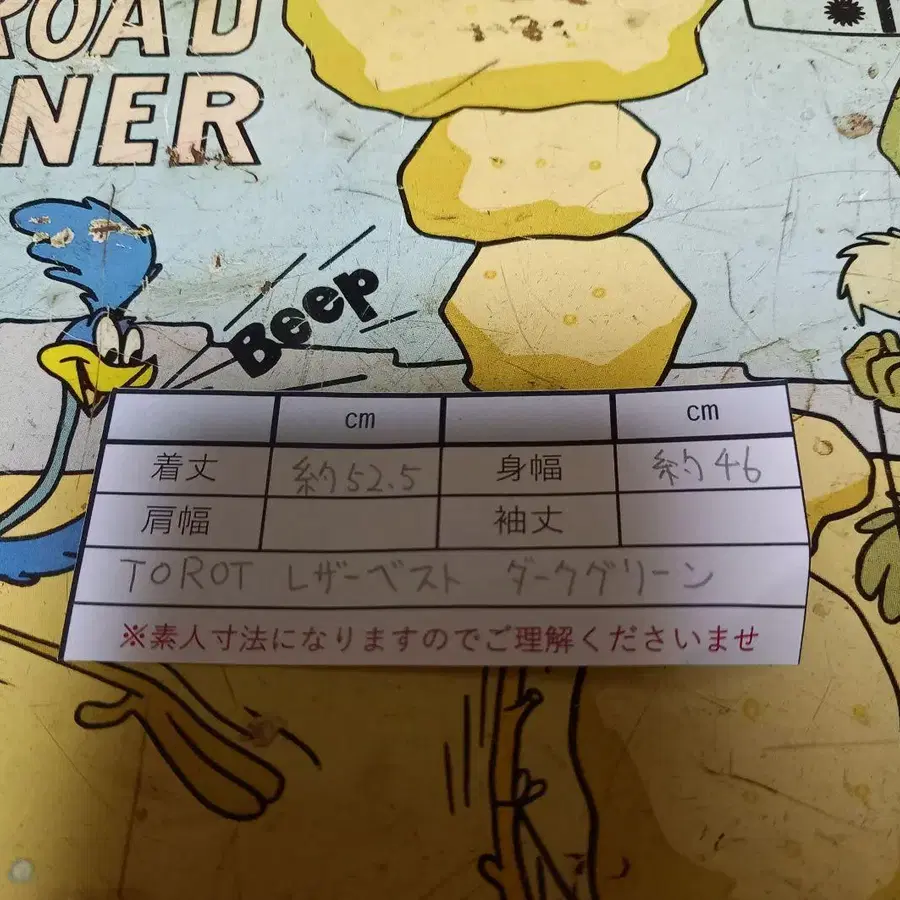 ROAD
NER
Beep
cm cm
着丈 約52.5 身幅 約46
肩幅 袖丈
TOROT レザーベスト ダークグリーン
※素人寸法になりますのでご理解くださいませ